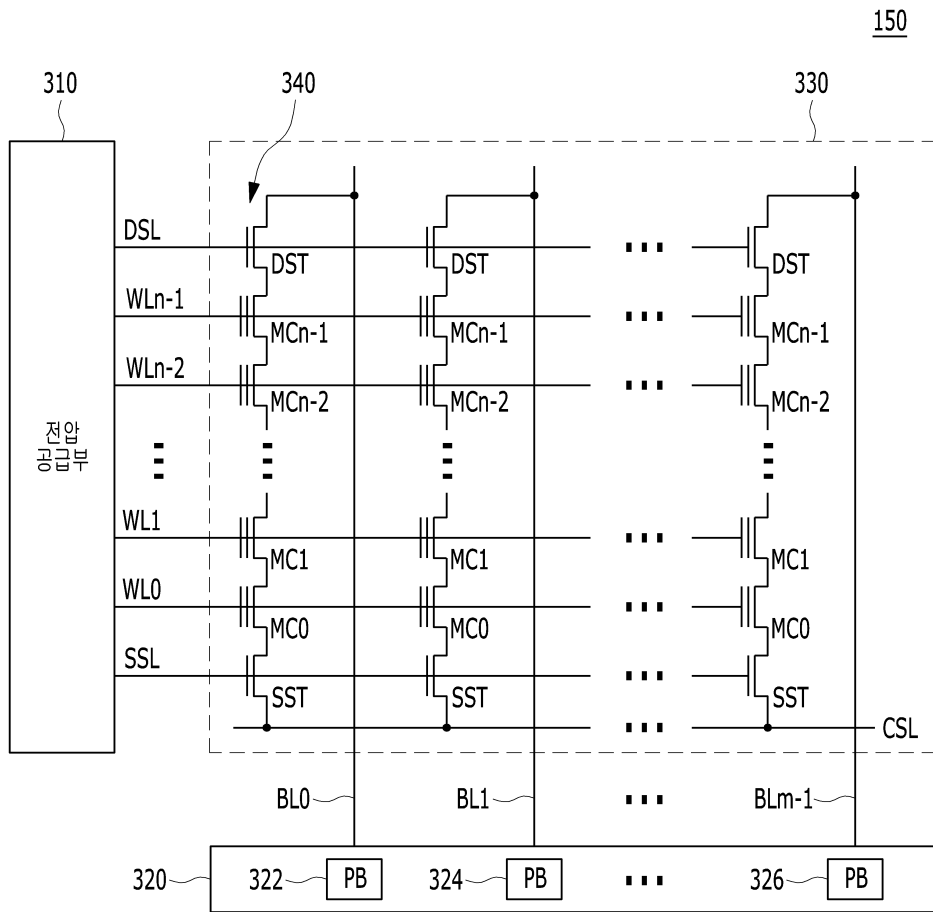 150
310
340
330
DSL
DST DST DST
WLn-1
MCn-1 MCn-1 MCn-1
WLn-2
MCn-2 MCn-2 MCn-2
전압
공급부
WL1
MC1 MC1 MC1
WL0
MC0 MC0 MC0
SSL
SST SST SST
CSL
BL0 BL1 BLm-1
320 322 PB 324 PB 326 PB